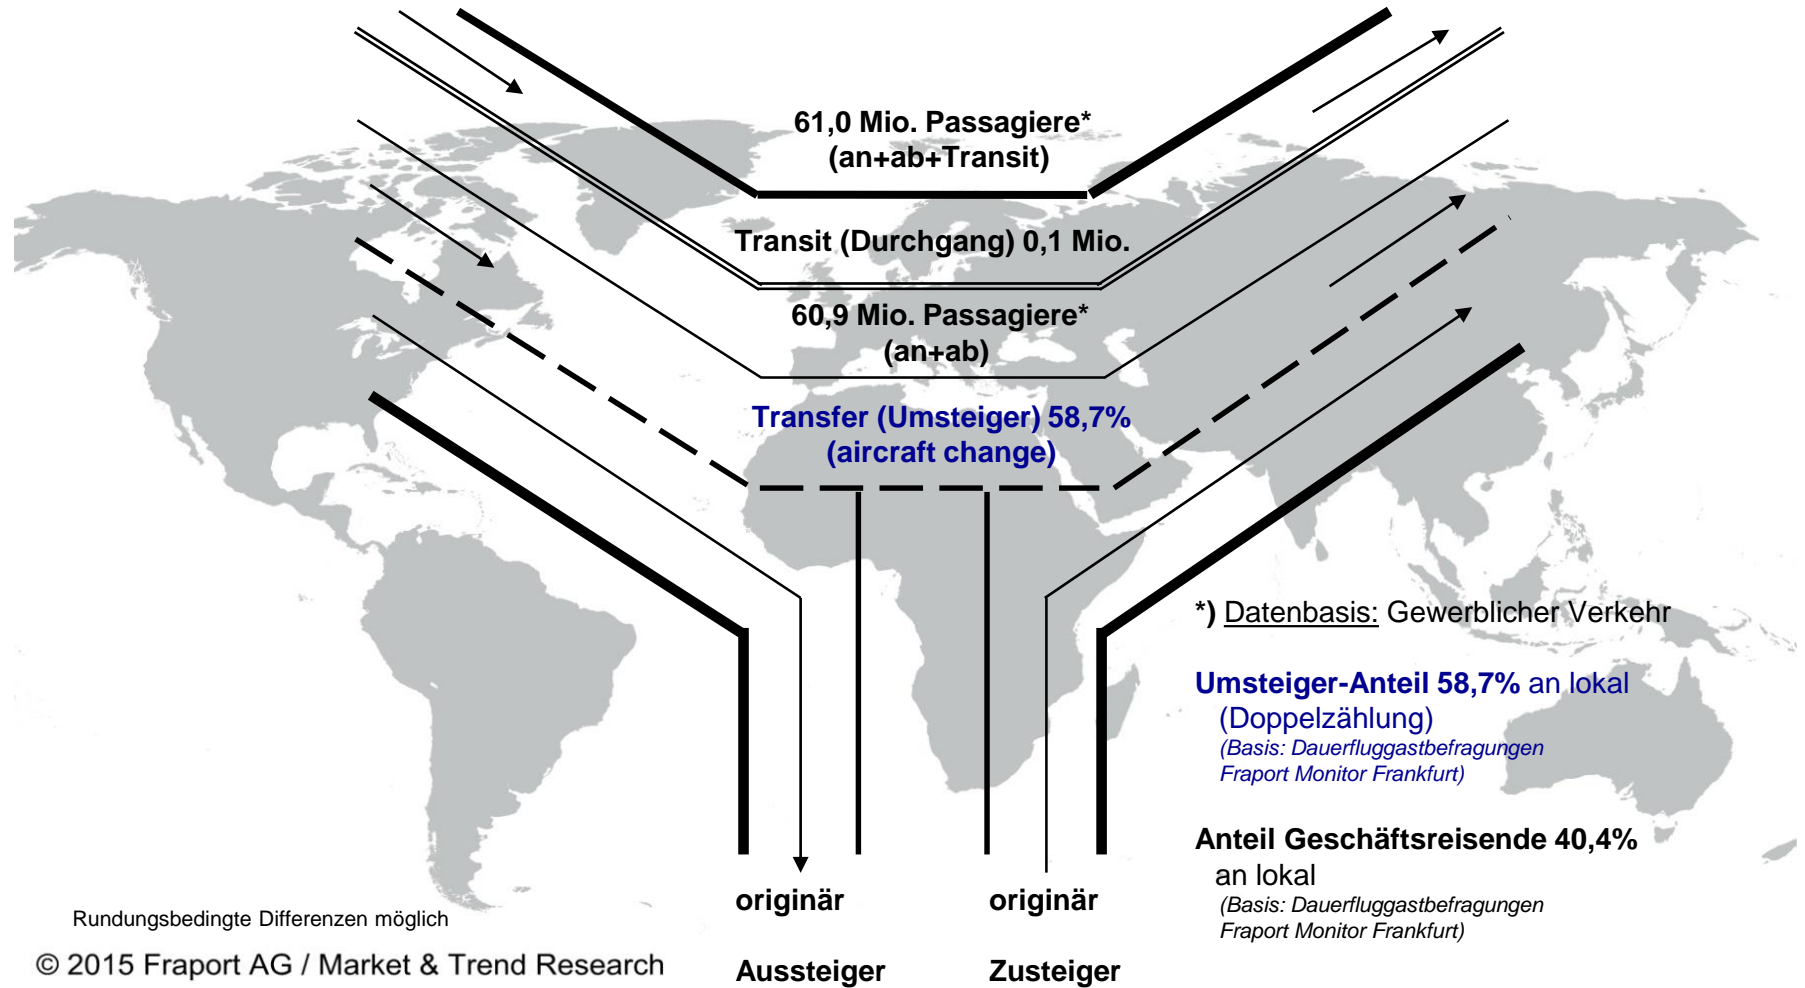 61,0 Mio. Passagiere*
(an+ab+Transit)
Transit (Durchgang) 0,1 Mio.
60,9 Mio. Passagiere*
(an+ab)
Transfer (Umsteiger) 58,7%
(aircraft change)
*) Datenbasis: Gewerblicher Verkehr
Umsteiger-Anteil 58,7% an lokal
(Doppelzählung)
(Basis: Dauerfluggastbefragungen
Fraport Monitor Frankfurt)
Anteil Geschäftsreisende 40,4%
an lokal
(Basis: Dauerfluggastbefragungen
Fraport Monitor Frankfurt)
originär
Aussteiger
originär
Zusteiger
Rundungsbedingte Differenzen möglich
© 2015 Fraport AG / Market & Trend Research